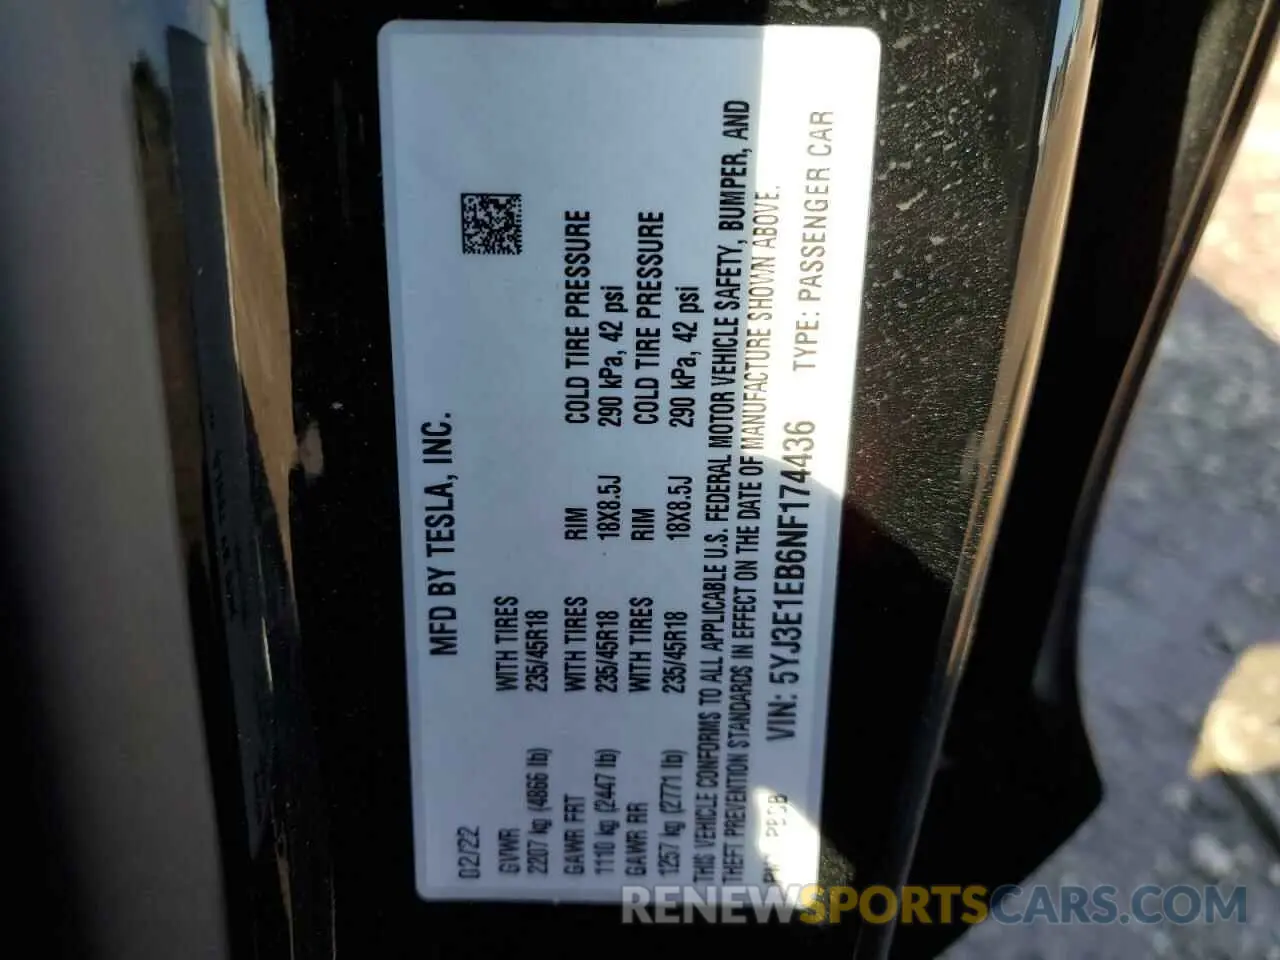 MFD BY TESLA, INC.
02/22
GVWR WITH TIRES
2207 kg (4866 lb) 235/45R18
GAWR FRT WITH TIRES RIM COLD TIRE PRESSURE
1110 kg (2447 lb) 235/45R18 18X8.5J 290 kPa, 42 psi
GAWR RR WITH TIRES RIM COLD TIRE PRESSURE
1257 kg (2771 lb) 235/45R18 18X8.5J 290 kPa, 42 psi
THIS VEHICLE CONFORMS TO ALL APPLICABLE U.S. FEDERAL MOTOR VEHICLE SAFETY, BUMPER, AND
THEFT PREVENTION STANDARDS IN EFFECT ON THE DATE OF MANUFACTURE SHOWN ABOVE.
VIN: 5YJ3E1EB6NF174436 TYPE: PASSENGER CAR
RENEWSPORTSCARS.COM